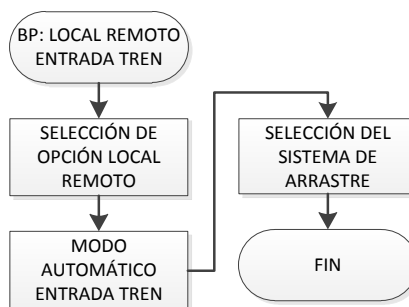 BP: LOCAL REMOTO
ENTRADA TREN
SELECCIÓN DE
OPCIÓN LOCAL
REMOTO
MODO
AUTOMÁTICO
ENTRADA TREN
SELECCIÓN DEL
SISTEMA DE
ARRASTRE
FIN